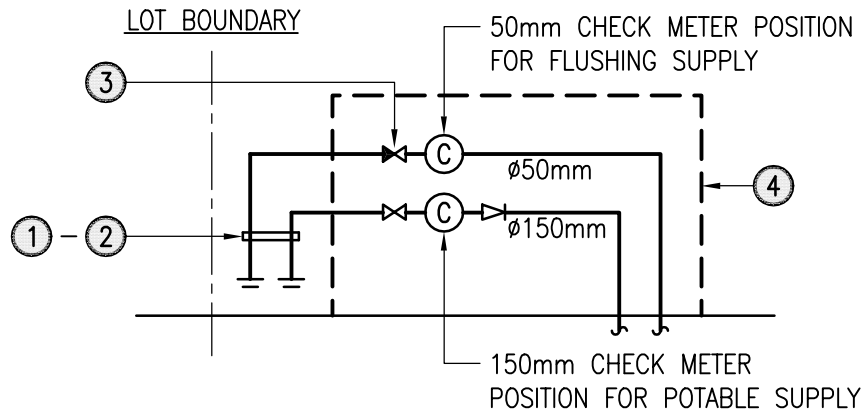 LOT BOUNDARY
50mm CHECK METER POSITION
FOR FLUSHING SUPPLY
3
C
ø50mm
4
1 - 2
C
ø150mm
150mm CHECK METER
POSITION FOR POTABLE SUPPLY